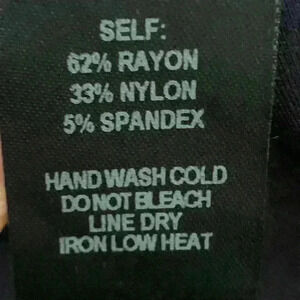 SELF:
62% RAYON
33% NYLON
5% SPANDEX
HAND WASH COLD
DO NOT BLEACH
LINE DRY
IRON LOW HEAT